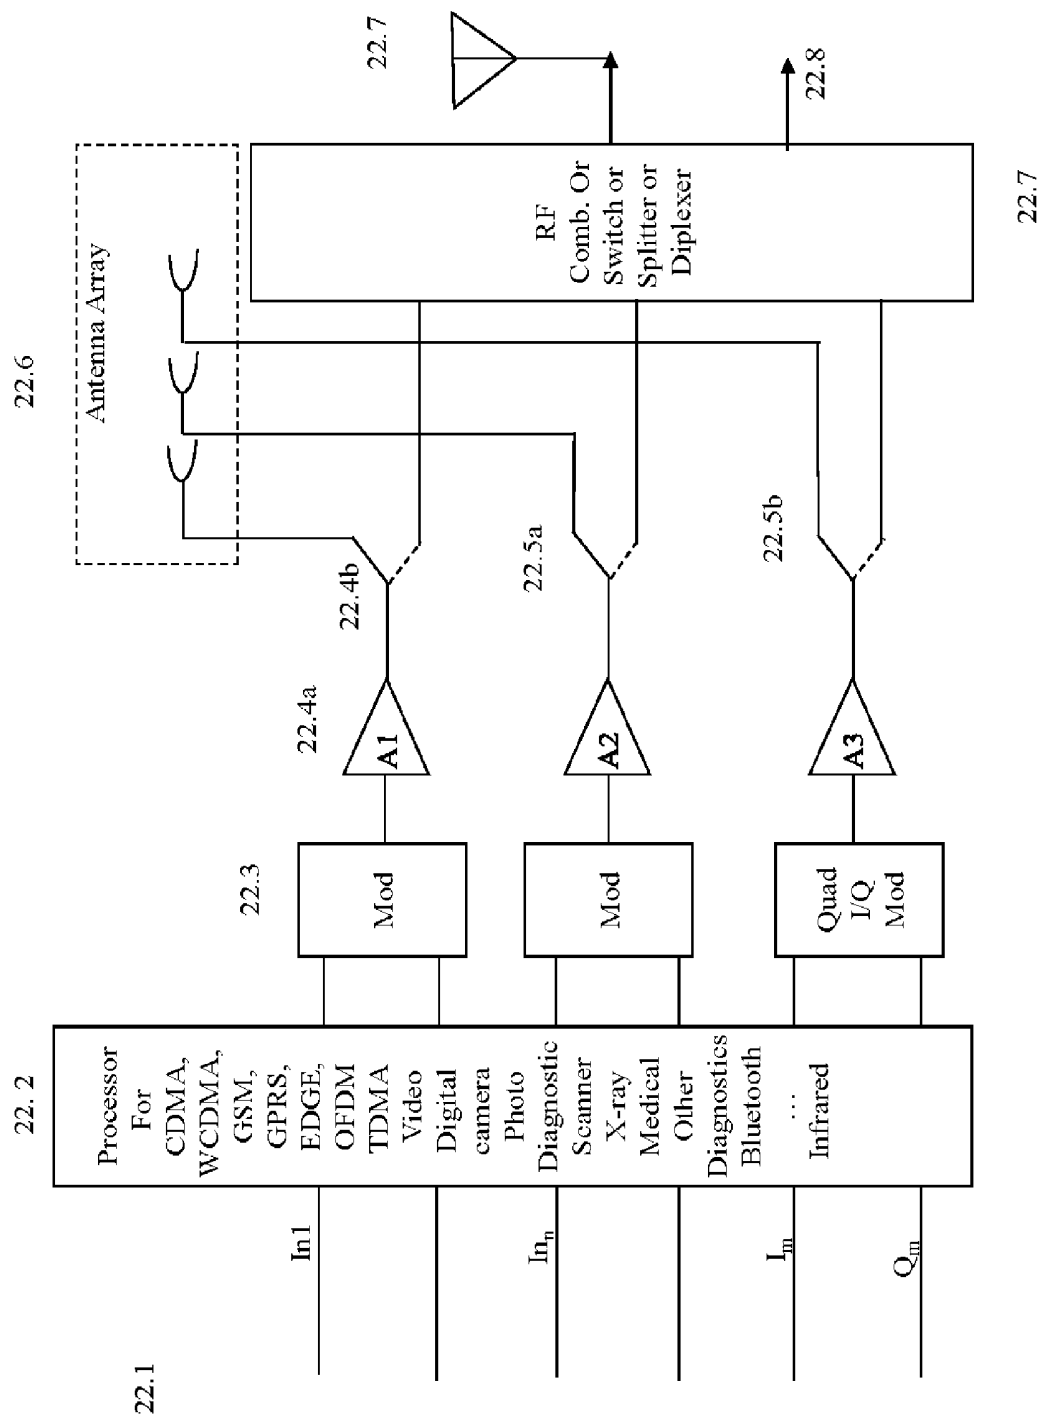 22.1
In1
Inn
Im
Qm
22. 2
Processor
For
CDMA,
WCDMA,
GSM,
GPRS,
EDGE,
OFDM
TDMA
Video
Digital
camera
Photo
Diagnostic
Scanner
X-ray
Medical
Other
Diagnostics
Bluetooth
...
Infrared
22.3
Mod
Mod
Quad
I/Q
Mod
22.4a
A1
A2
A3
22.4b
22.5a
22.5b
22.6
Antenna Array
RF
Comb. Or
Switch or
Splitter or
Diplexer
22.7
22.7
22.8